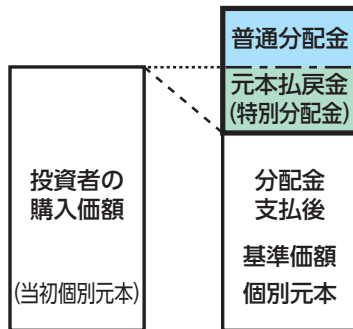 普通分配金
元本払戻金
(特別分配金)
投資者の
購入価額
(当初個別元本)
分配金
支払後
基準価額
個別元本